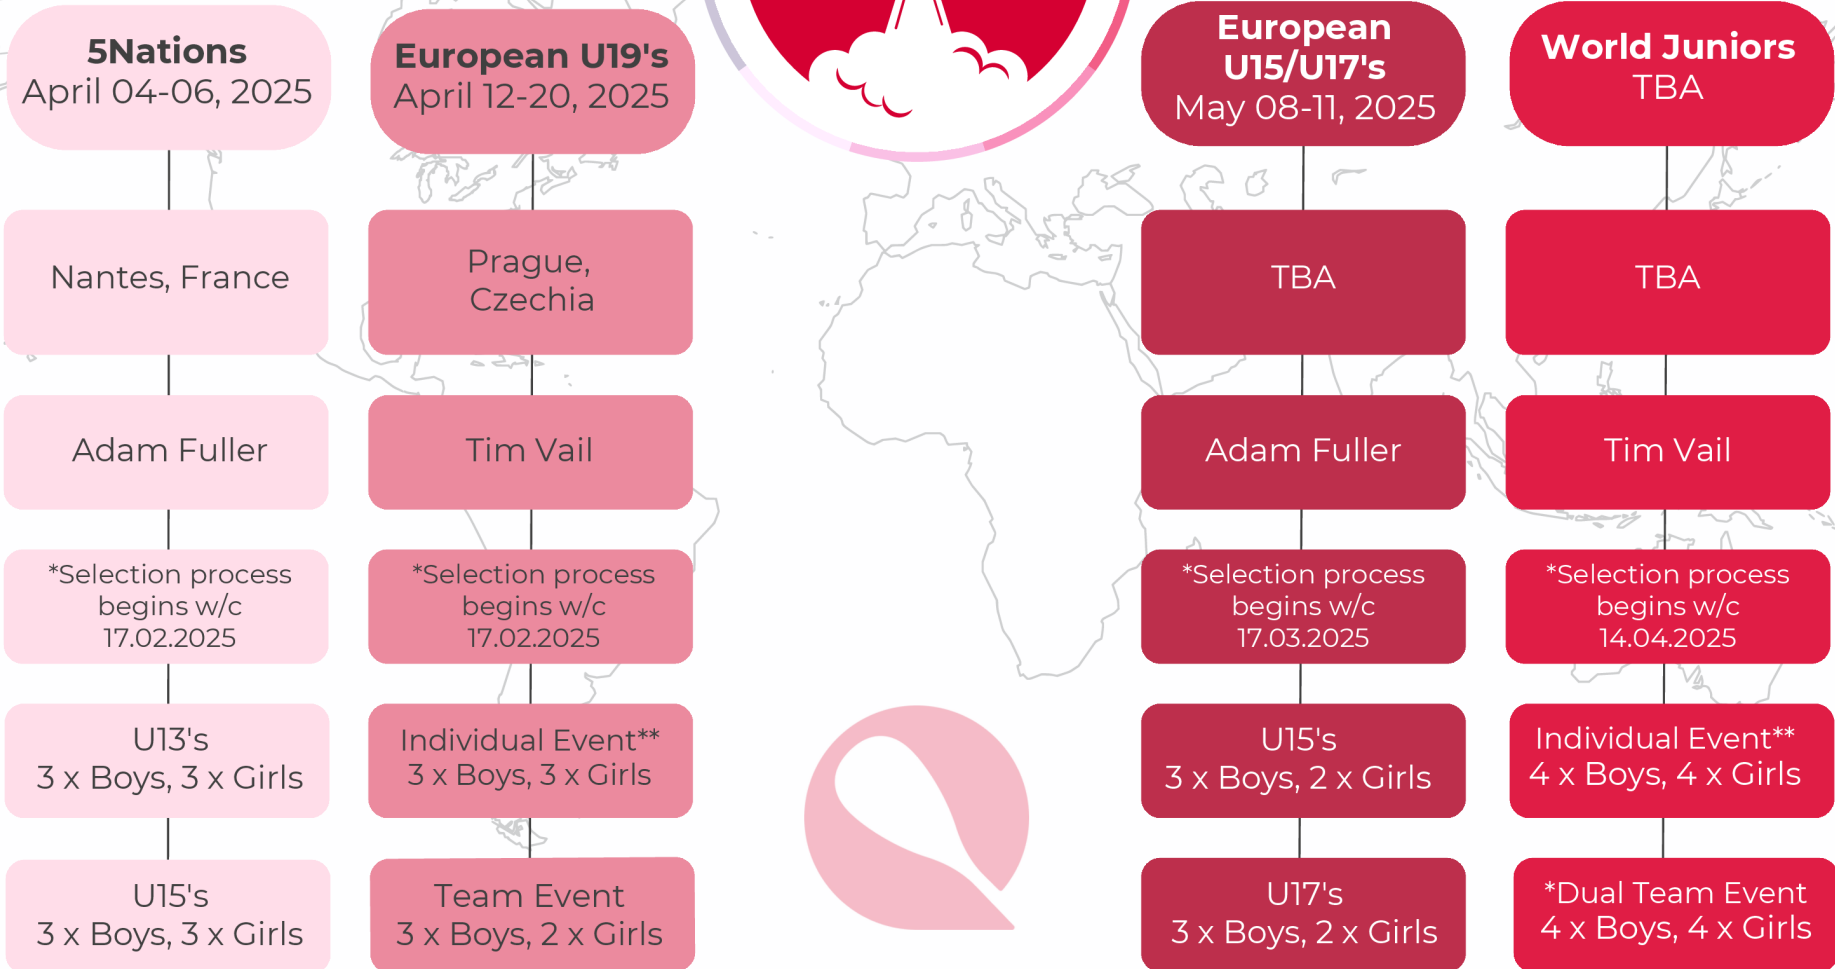 5Nations
April 04-06, 2025
Nantes, France
Adam Fuller
*Selection process
begins w/c
17.02.2025
U13's
3 x Boys, 3 x Girls
U15's
3 x Boys, 3 x Girls
European U19's
April 12-20, 2025
Prague,
Czechia
Tim Vail
*Selection process
begins w/c
17.02.2025
Individual Event**
3 x Boys, 3 x Girls
Team Event
3 x Boys, 2 x Girls
European
U15/U17's
May 08-11, 2025
TBA
Adam Fuller
*Selection process
begins w/c
17.03.2025
U15's
3 x Boys, 2 x Girls
U17's
3 x Boys, 2 x Girls
World Juniors
TBA
TBA
Tim Vail
*Selection process
begins w/c
14.04.2025
Individual Event**
4 x Boys, 4 x Girls
*Dual Team Event
4 x Boys, 4 x Girls